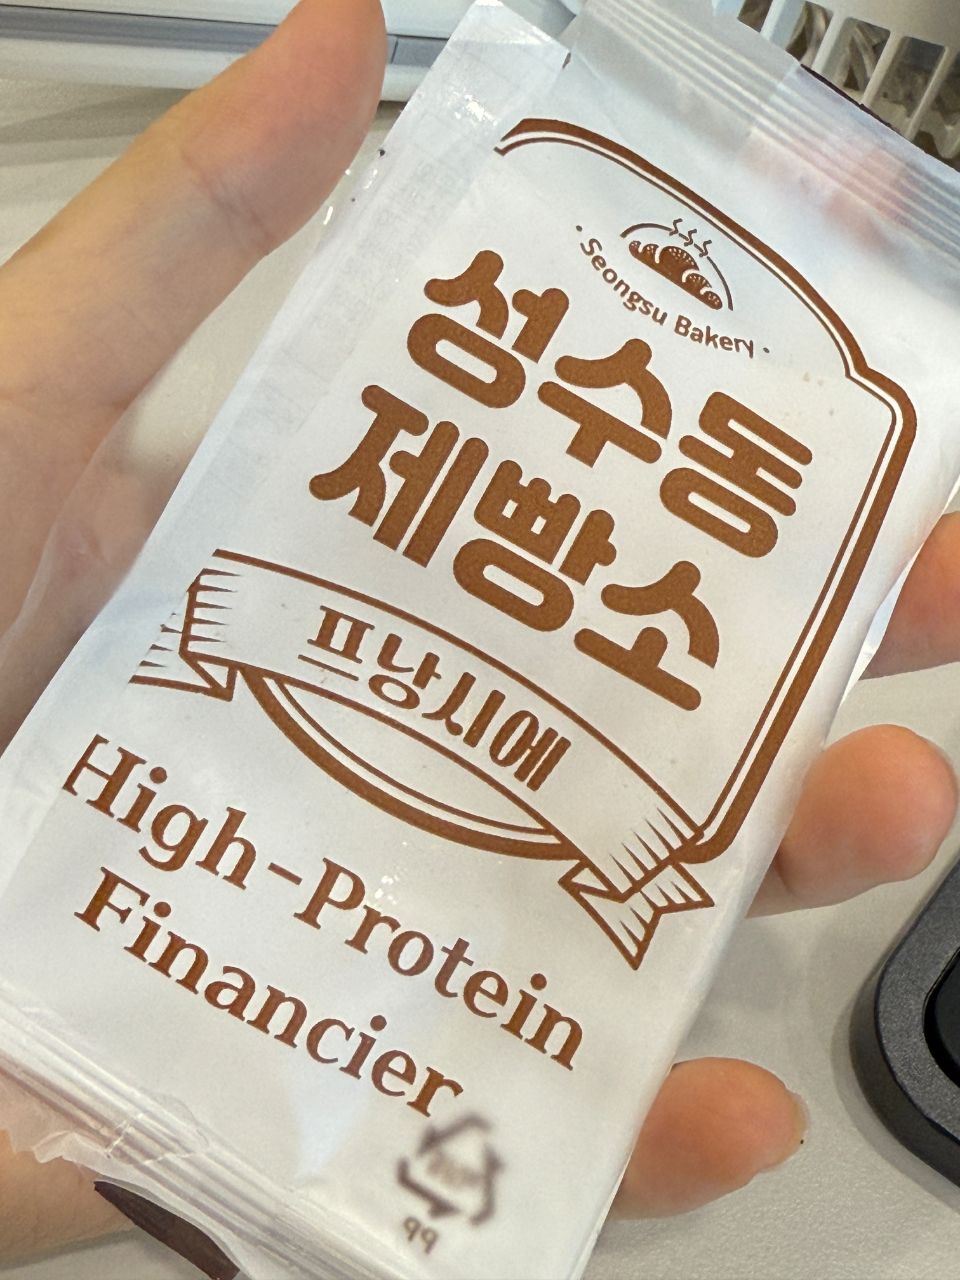 · Seongsu Bakery ·
성수동
제빵소
프낭시에
High-Protein
Financier